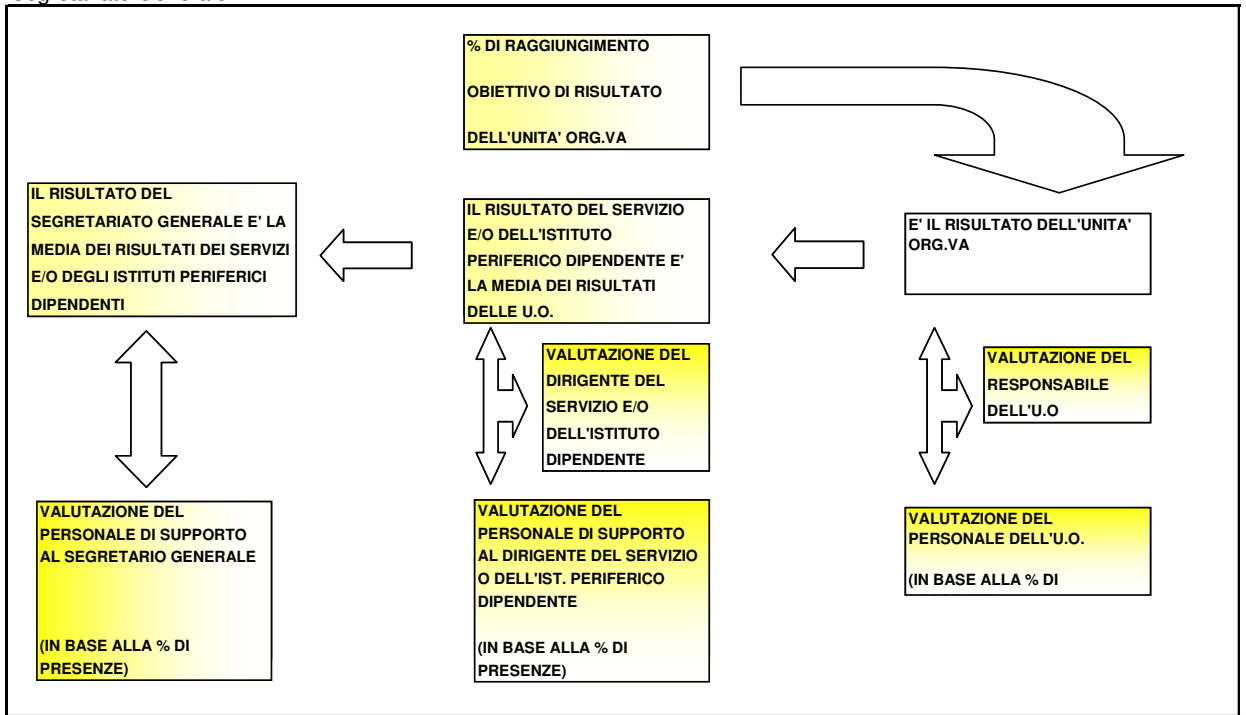 % DI RAGGIUNGIMENTO
OBIETTIVO DI RISULTATO
DELL'UNITA' ORG.VA
IL RISULTATO DEL
SEGRETARIATO GENERALE E' LA
MEDIA DEI RISULTATI DEI SERVIZI
E/O DEGLI ISTITUTI PERIFERICI
DIPENDENTI
IL RISULTATO DEL SERVIZIO
E/O DELL'ISTITUTO
PERIFERICO DIPENDENTE E'
LA MEDIA DEI RISULTATI
DELLE U.O.
E' IL RISULTATO DELL'UNITA'
ORG.VA
VALUTAZIONE DEL
DIRIGENTE DEL
SERVIZIO E/O
DELL'ISTITUTO
DIPENDENTE
VALUTAZIONE DEL
RESPONSABILE
DELL'U.O
VALUTAZIONE DEL
PERSONALE DI SUPPORTO
AL SEGRETARIO GENERALE
(IN BASE ALLA % DI
PRESENZE)
VALUTAZIONE DEL
PERSONALE DI SUPPORTO
AL DIRIGENTE DEL SERVIZIO
O DELL'IST. PERIFERICO
DIPENDENTE
(IN BASE ALLA % DI
PRESENZE)
VALUTAZIONE DEL
PERSONALE DELL'U.O.
(IN BASE ALLA % DI